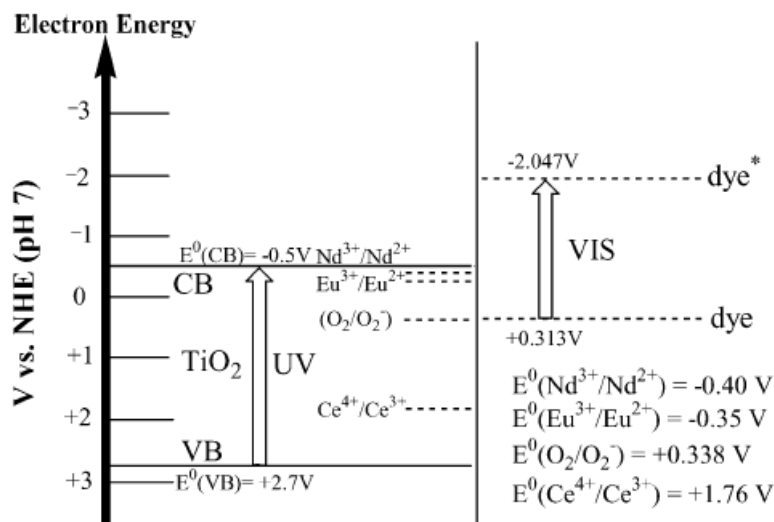 Electron Energy
V vs. NHE (pH 7)
−3
−2
−1
0
+1
+2
+3
E⁰(CB)= -0.5V
Nd³⁺/Nd²⁺
CB
Eu³⁺/Eu²⁺
(O₂/O₂⁻)
TiO₂
UV
Ce⁴⁺/Ce³⁺
VB
E⁰(VB)= +2.7V
-2.047V
dye*
VIS
dye
+0.313V
E⁰(Nd³⁺/Nd²⁺) = -0.40 V
E⁰(Eu³⁺/Eu²⁺) = -0.35 V
E⁰(O₂/O₂⁻) = +0.338 V
E⁰(Ce⁴⁺/Ce³⁺) = +1.76 V